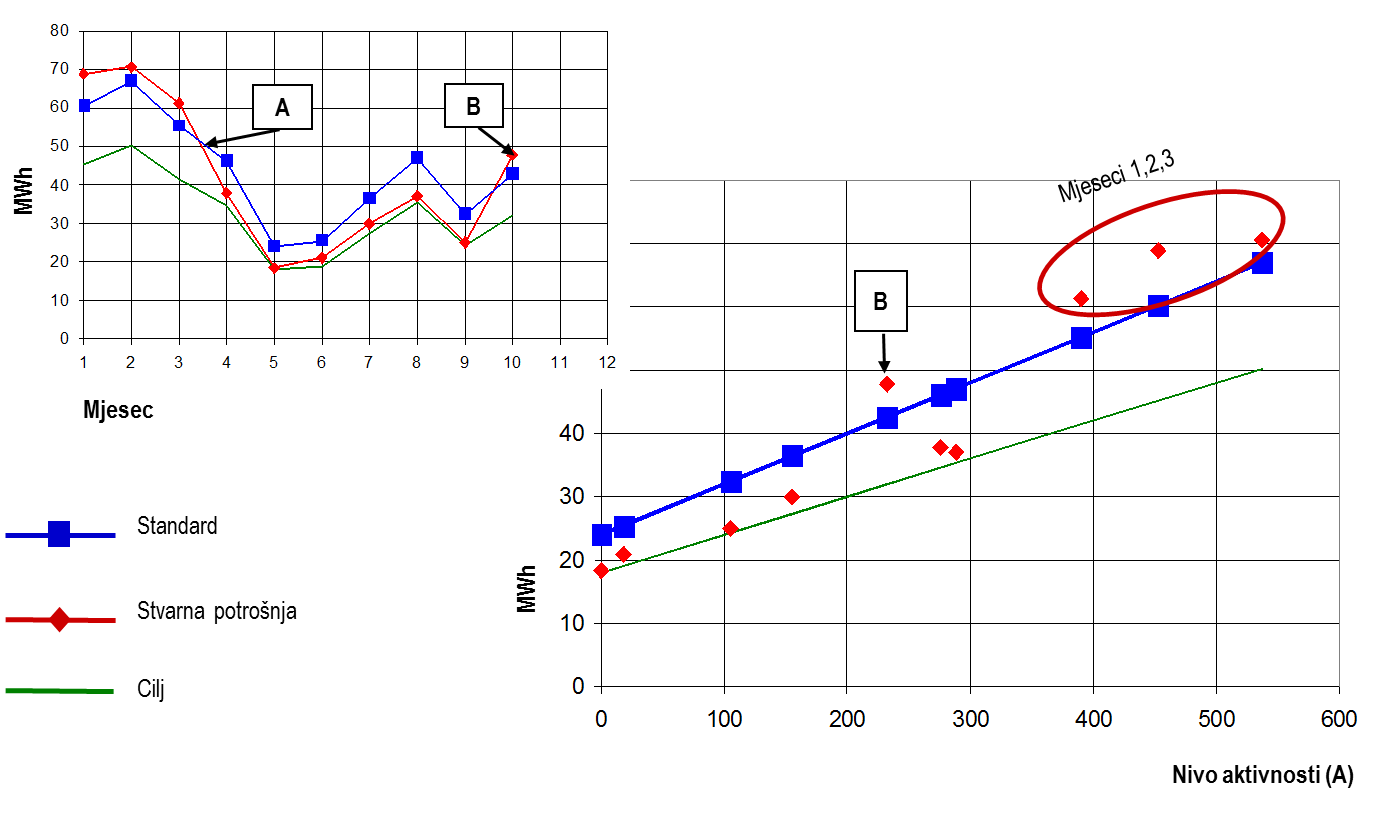 80
70
60
50
40
30
20
10
0
MWh
A
B
1 2 3 4 5 6 7 8 9 10 11 12
Mjesec
Standard
Stvarna potrošnja
Cilj
Mjeseci 1,2,3
B
40
30
20
10
0
MWh
0 100 200 300 400 500 600
Nivo aktivnosti (A)